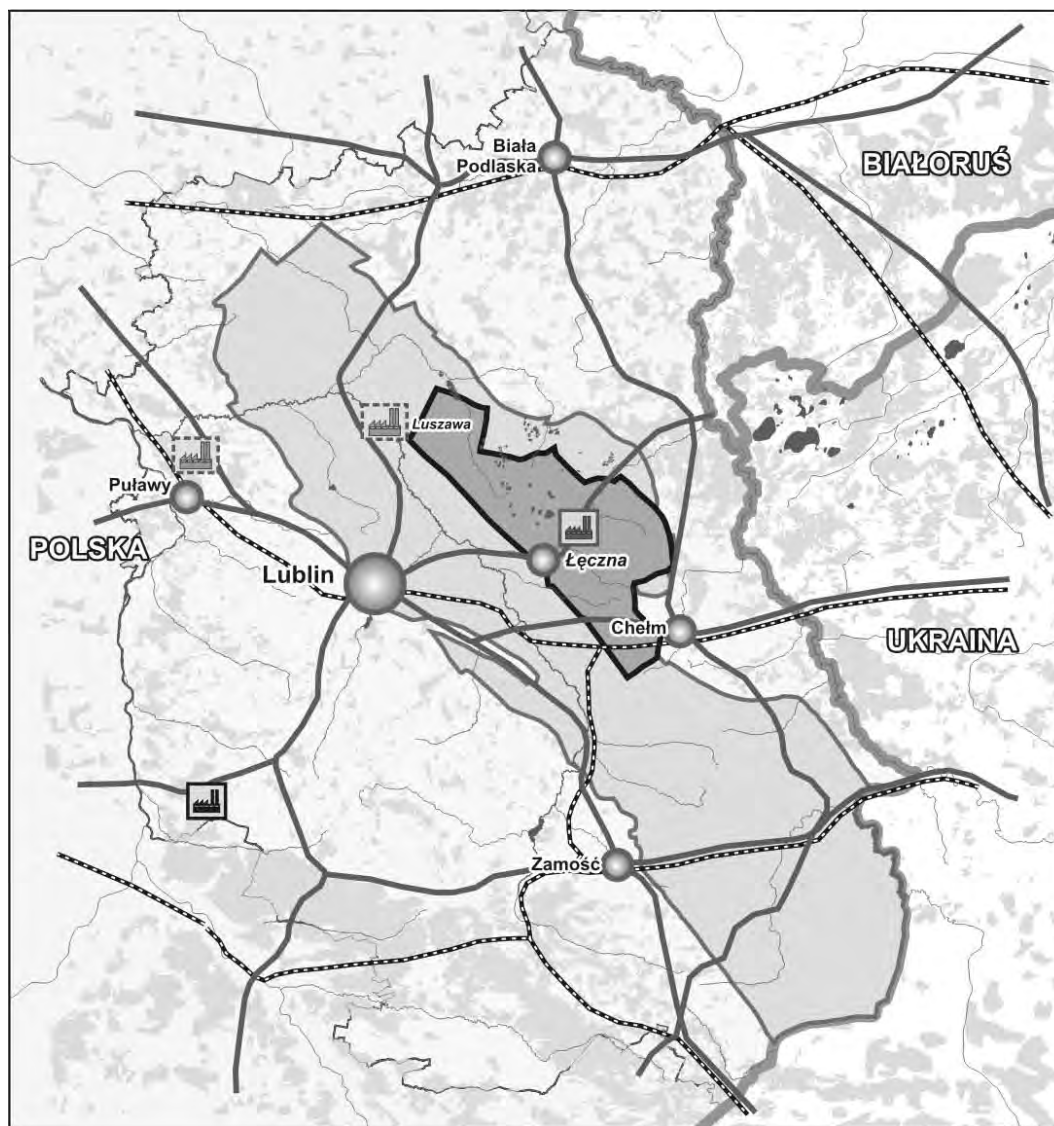 Biała
Podlaska
BIAŁORUŚ
Luszawa
Puławy
POLSKA
Łęczna
Lublin
Chełm
UKRAINA
Zamość